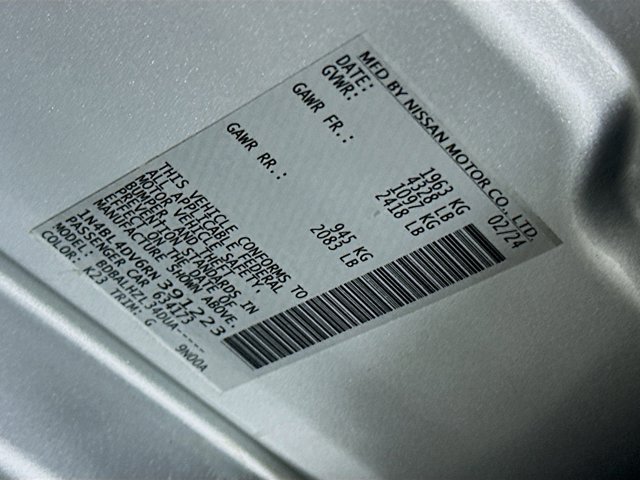 MFD BY NISSAN MOTOR CO., LTD.
DATE: 02/24
GVWR: 1963 KG
4328 LB
GAWR FR.: 1097 KG
2418 LB
GAWR RR.: 945 KG
2083 LB
THIS VEHICLE CONFORMS TO
ALL APPLICABLE FEDERAL
MOTOR VEHICLE SAFETY,
BUMPER, AND THEFT
PREVENTION STANDARDS IN
EFFECT ON THE DATE OF
MANUFACTURE SHOWN ABOVE.
1N4BL4DV6RN 391223
PASSENGER CAR 634173
MODEL: BDBALHZL34DUA-----
COLOR: K23 TRIM: G 9N00A